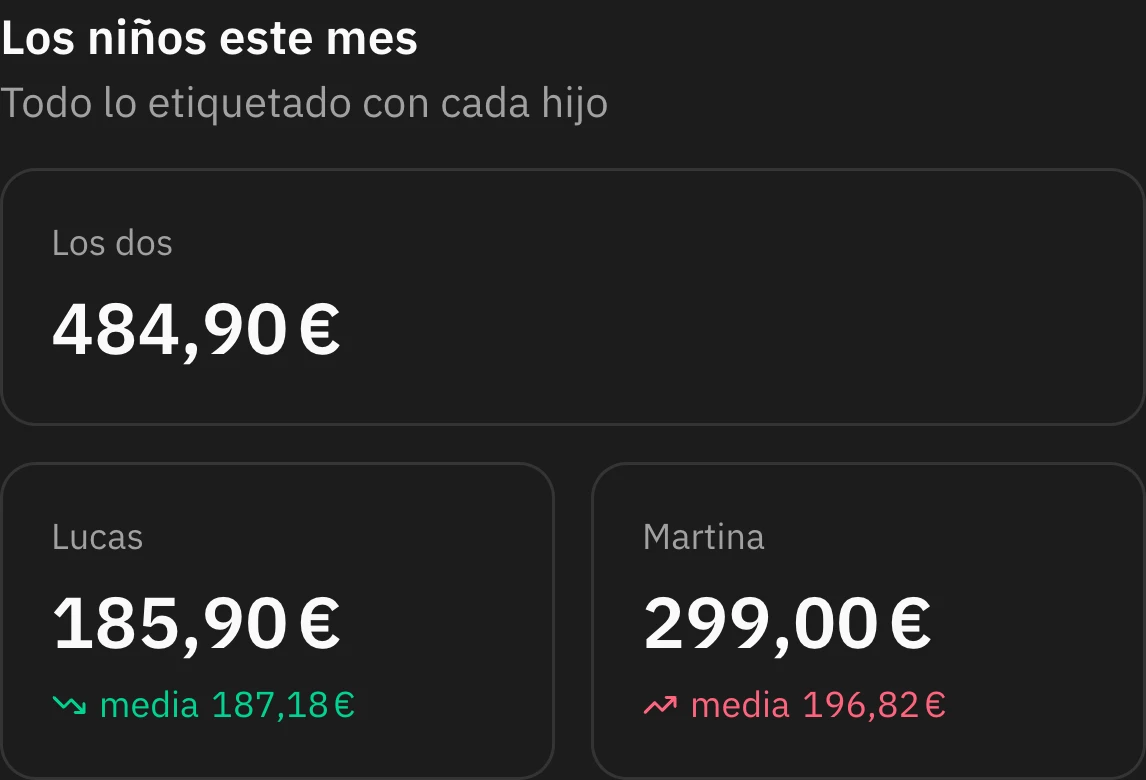 Los niños este mes
Todo lo etiquetado con cada hijo
Los dos
484,90 €
Lucas
185,90 €
media 187,18 €
Martina
299,00 €
media 196,82 €